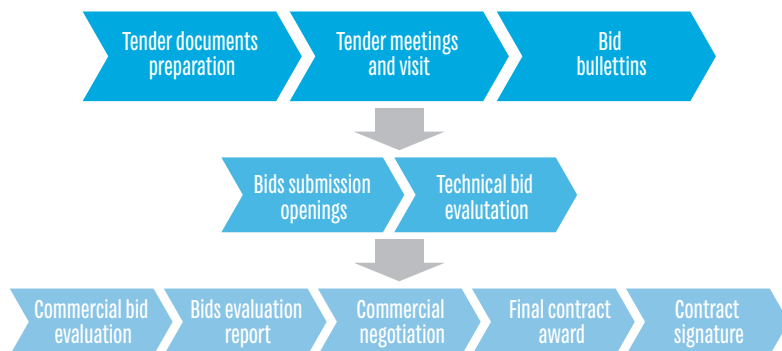 Tender documents
preparation
Tender meetings
and visit
Bid
bullettins
Bids submission
openings
Technical bid
evalutation
Commercial bid
evaluation
Bids evaluation
report
Commercial
negotiation
Final contract
award
Contract
signature